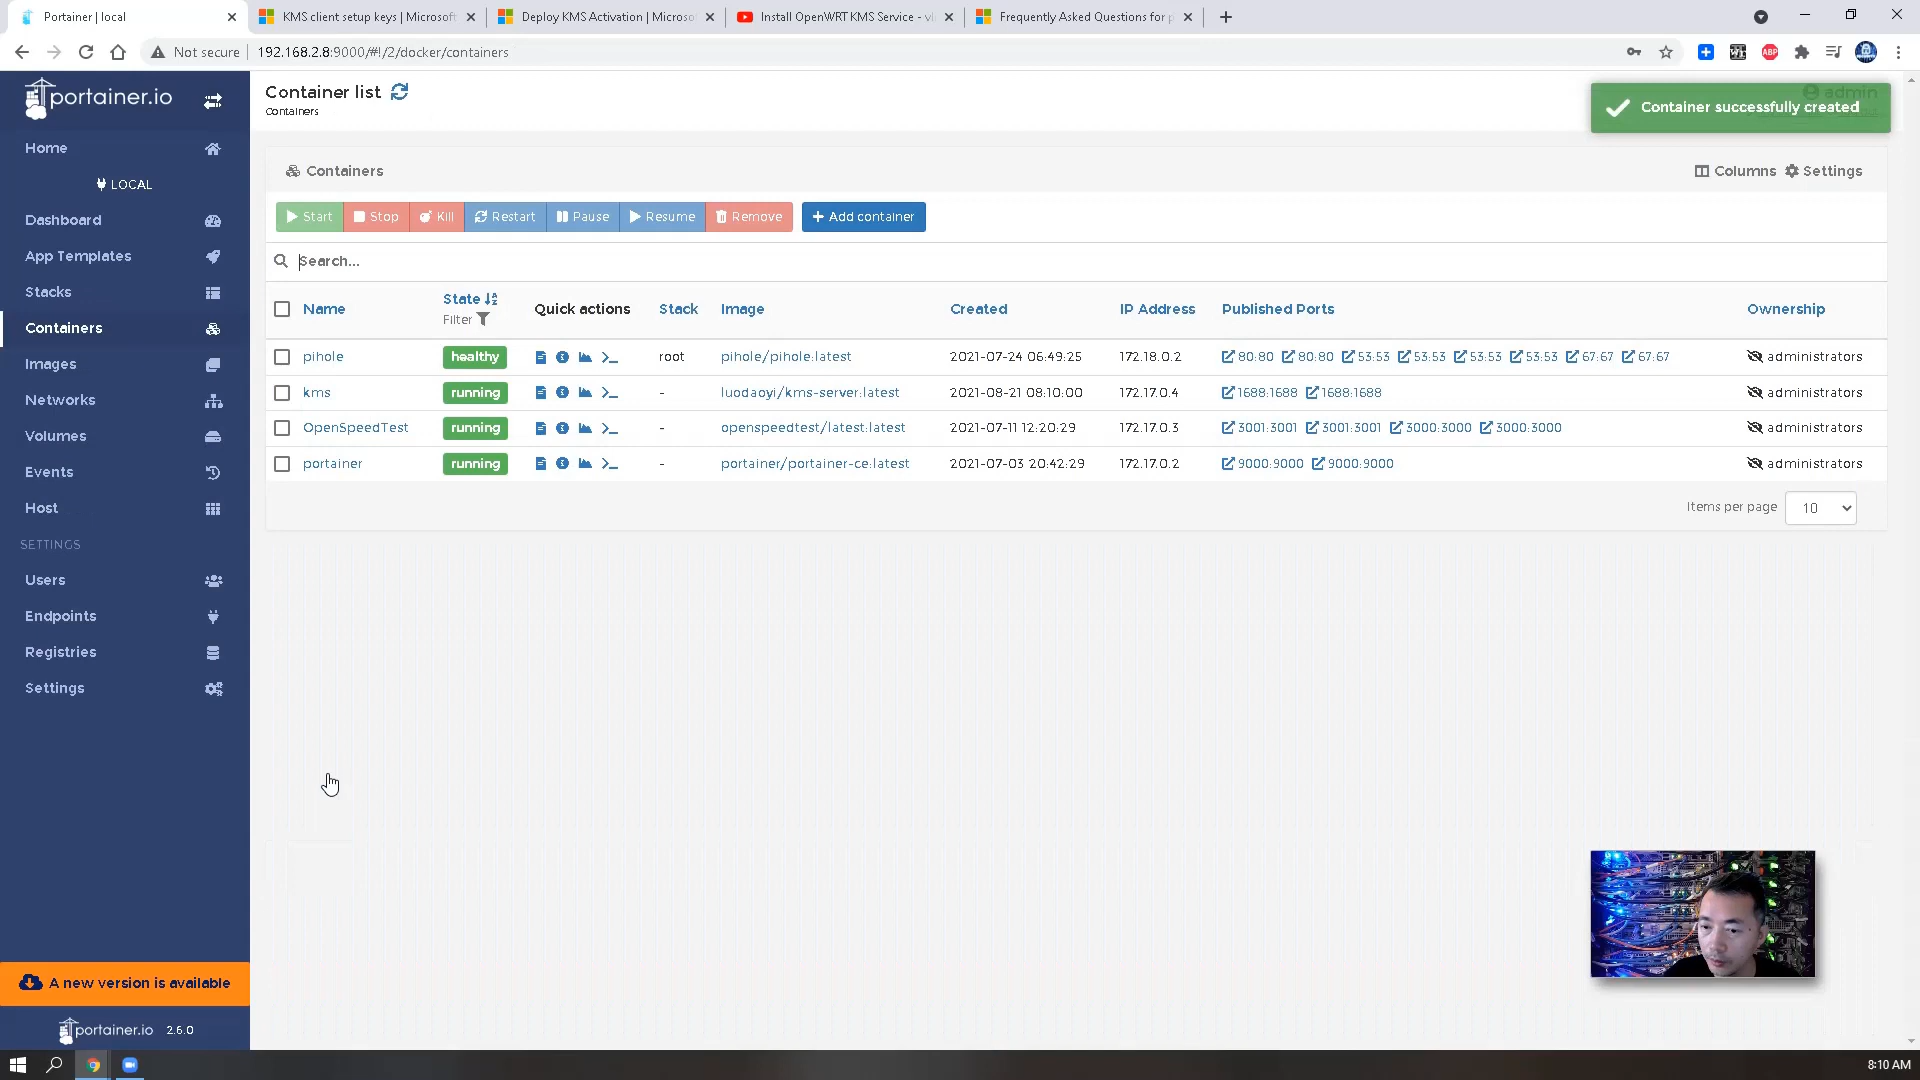 Portainer | local
KMS client setup keys | Microsoft
Deploy KMS Activation | Microso
Install OpenWRT KMS Service - vl
Frequently Asked Questions for p
Not secure
192.168.2.8:9000/#!/2/docker/containers
ABP
portainer.io
Home
LOCAL
Dashboard
App Templates
Stacks
Containers
Images
Networks
Volumes
Events
Host
SETTINGS
Users
Endpoints
Registries
Settings
A new version is available
portainer.io 2.6.0
Container list
Containers
admin
Container successfully created
Containers
Columns Settings
Start Stop Kill Restart Pause Resume Remove + Add container
Search...
Name State Filter Quick actions Stack Image Created IP Address Published Ports Ownership
pihole healthy root pihole/pihole:latest 2021-07-24 06:49:25 172.18.0.2 80:80 80:80 53:53 53:53 53:53 53:53 67:67 67:67 administrators
kms running - luodaoyi/kms-server:latest 2021-08-21 08:10:00 172.17.0.4 1688:1688 1688:1688 administrators
OpenSpeedTest running - openspeedtest/latest:latest 2021-07-11 12:20:29 172.17.0.3 3001:3001 3001:3001 3000:3000 3000:3000 administrators
portainer running - portainer/portainer-ce:latest 2021-07-03 20:42:29 172.17.0.2 9000:9000 9000:9000 administrators
Items per page 10
8:10 AM